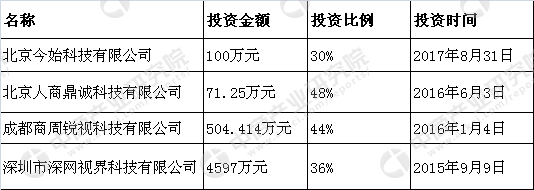 名称 投资金额 投资比例 投资时间
北京今始科技有限公司 100万元 30% 2017年8月31日
北京人商鼎诚科技有限公司 71.25万元 48% 2016年6月3日
成都商周锐视科技有限公司 504.414万元 44% 2016年1月4日
深圳市深网视界科技有限公司 4597万元 36% 2015年9月9日